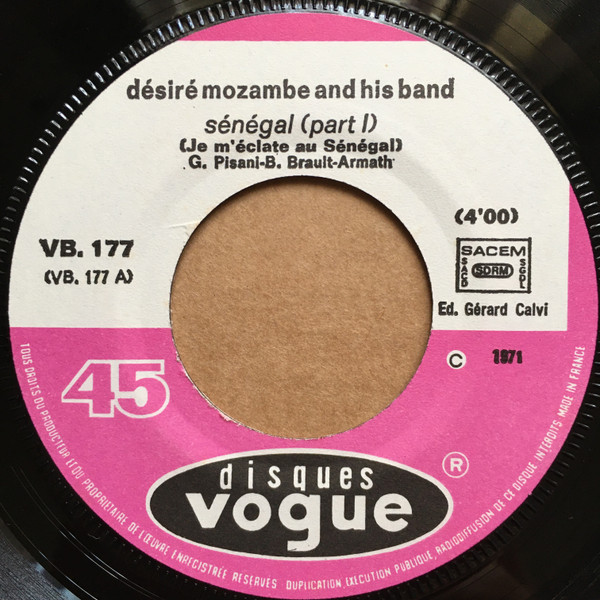 désiré mozambe and his band
sénégal (part I)
(Je m'éclate au Sénégal)
G. Pisani-B. Brault-Armath
(4'00)
VB. 177
(VB. 177 A)
SACEM
SACD
SDRM
SGDL
Ed. Gérard Calvi
45
© 1971
disques
vogue
®
TOUS DROITS DU PRODUCTEUR ET DU PROPRIÉTAIRE DE L'ŒUVRE ENREGISTRÉE RÉSERVÉS DUPLICATION, EXÉCUTION PUBLIQUE, RADIODIFFUSION DE CE DISQUE INTERDITS MADE IN FRANCE